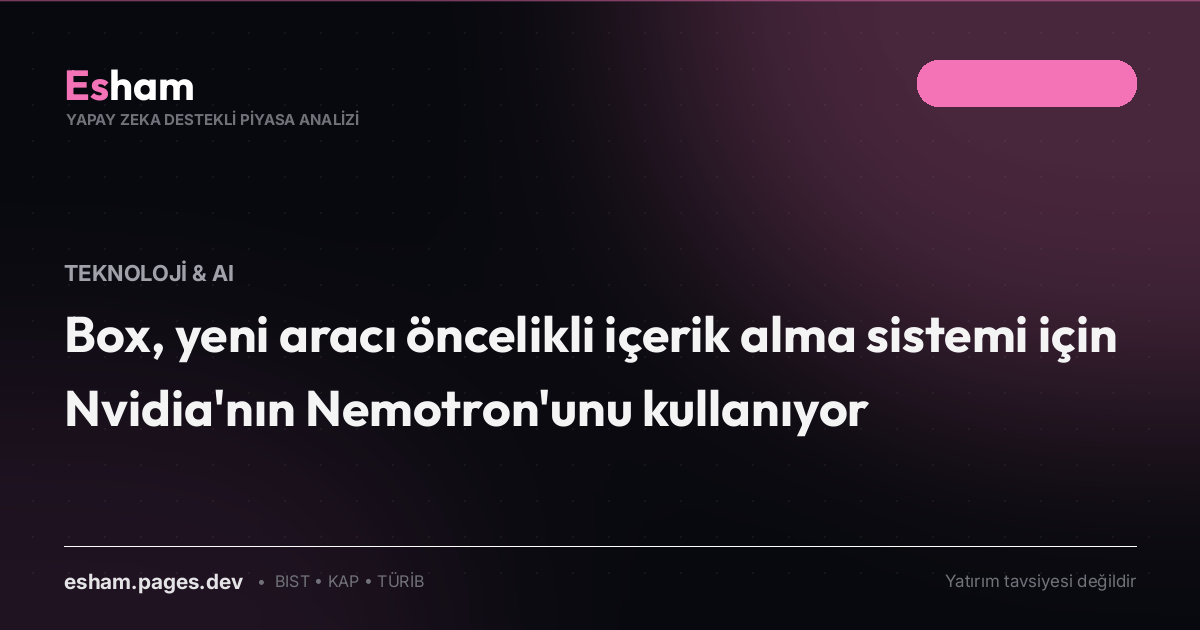 Esham
YAPAY ZEKA DESTEKLİ PİYASA ANALİZİ
TEKNOLOJİ & AI
Box, yeni aracı öncelikli içerik alma sistemi için
Nvidia'nın Nemotron'unu kullanıyor
esham.pages.dev • BIST • KAP • TÜRİB
Yatırım tavsiyesi değildir